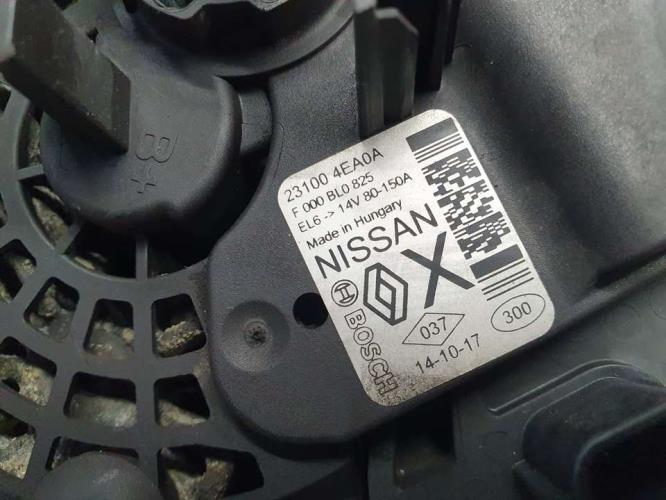 B+
23100 4EA0A
F 000 BL0 825
EL6 -> 14V 80-150A
Made in Hungary
NISSAN
X
BOSCH
037
300
14-10-17